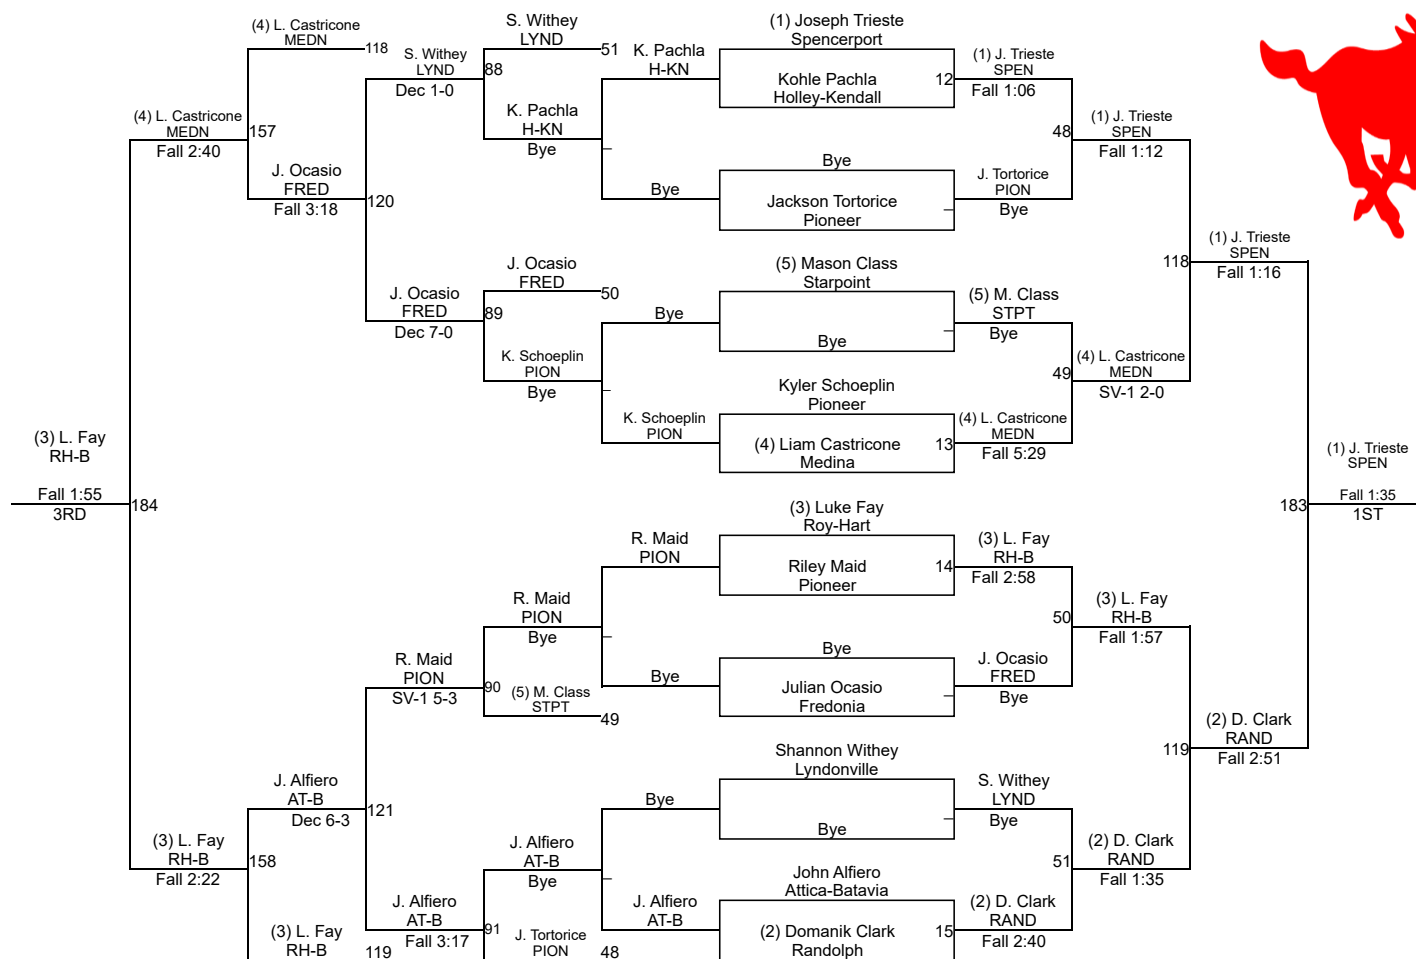 (4) L. Castricone
MEDN
118
S. Withey
LYND
88
Dec 1-0
S. Withey
LYND
51
K. Pachla
H-KN
(1) Joseph Trieste
Spencerport
Kohle Pachla
12
Holley-Kendall
(1) J. Trieste
SPEN
Fall 1:06
(4) L. Castricone
MEDN
157
Fall 2:40
K. Pachla
H-KN
Bye
48
(1) J. Trieste
SPEN
Fall 1:12
J. Ocasio
FRED
Fall 3:18
120
Bye
Bye
Jackson Tortorice
Pioneer
J. Tortorice
PION
Bye
(1) J. Trieste
SPEN
118
Fall 1:16
J. Ocasio
FRED
89
Dec 7-0
J. Ocasio
FRED
50
Bye
(5) Mason Class
Starpoint
Bye
(5) M. Class
STPT
Bye
K. Schoeplin
PION
Bye
49
(4) L. Castricone
MEDN
SV-1 2-0
K. Schoeplin
PION
Kyler Schoeplin
Pioneer
(4) Liam Castricone
13
Medina
(4) L. Castricone
MEDN
Fall 5:29
(3) L. Fay
RH-B
Fall 1:55
3RD
184
183
(1) J. Trieste
SPEN
Fall 1:35
1ST
R. Maid
PION
(3) Luke Fay
Roy-Hart
Riley Maid
14
Pioneer
(3) L. Fay
RH-B
Fall 2:58
R. Maid
PION
Bye
50
(3) L. Fay
RH-B
Fall 1:57
R. Maid
PION
SV-1 5-3
90
(5) M. Class
STPT
49
Bye
Bye
Julian Ocasio
Fredonia
J. Ocasio
FRED
Bye
119
(2) D. Clark
RAND
Fall 2:51
J. Alfiero
AT-B
Dec 6-3
121
Bye
Shannon Withey
Lyndonville
Bye
S. Withey
LYND
Bye
(3) L. Fay
RH-B
Fall 2:22
158
J. Alfiero
AT-B
Bye
51
(2) D. Clark
RAND
Fall 1:35
(3) L. Fay
RH-B
119
J. Alfiero
AT-B
Fall 3:17
91
J. Tortorice
PION
48
J. Alfiero
AT-B
John Alfiero
Attica-Batavia
(2) Domanik Clark
15
Randolph
(2) D. Clark
RAND
Fall 2:40